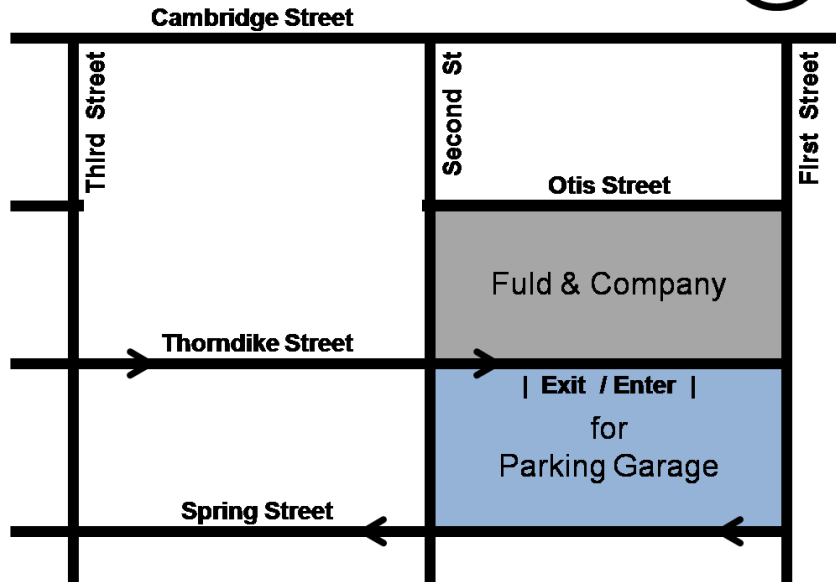 Cambridge Street
Third Street
Second St
First Street
Otis Street
Fuld & Company
Thorndike Street
| Exit / Enter |
for
Parking Garage
Spring Street